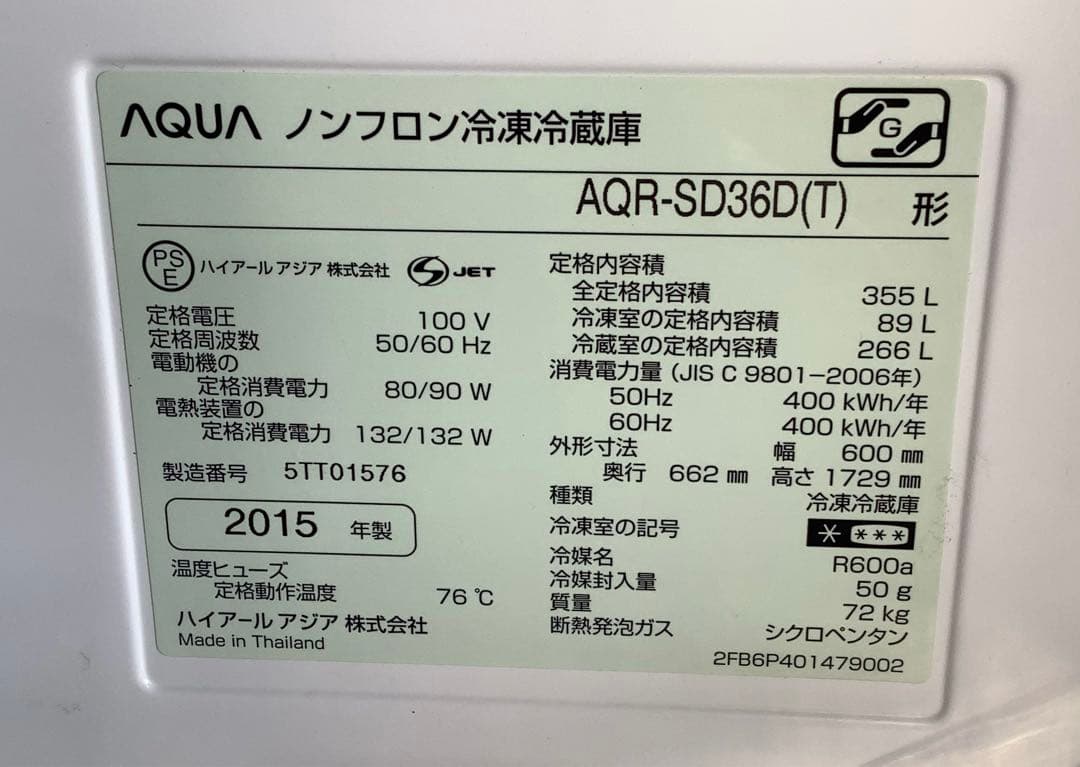 AQUA ノンフロン冷凍冷蔵庫
G
AQR-SD36D(T) 形
PS
E
ハイアール アジア 株式会社
JET
定格電圧 100 V
定格周波数 50/60 Hz
電動機の
定格消費電力 80/90 W
電熱装置の
定格消費電力 132/132 W
製造番号 5TT01576
2015 年製
温度ヒューズ
定格動作温度 76 ℃
ハイアール アジア 株式会社
Made in Thailand
定格内容積
全定格内容積 355 L
冷凍室の定格内容積 89 L
冷蔵室の定格内容積 266 L
消費電力量 (JIS C 9801-2006年)
50Hz 400 kWh/年
60Hz 400 kWh/年
外形寸法 幅 600 mm
奥行 662 mm 高さ 1729 mm
種類 冷凍冷蔵庫
冷凍室の記号 * ***
冷媒名 R600a
冷媒封入量 50 g
質量 72 kg
断熱発泡ガス シクロペンタン
2FB6P401479002